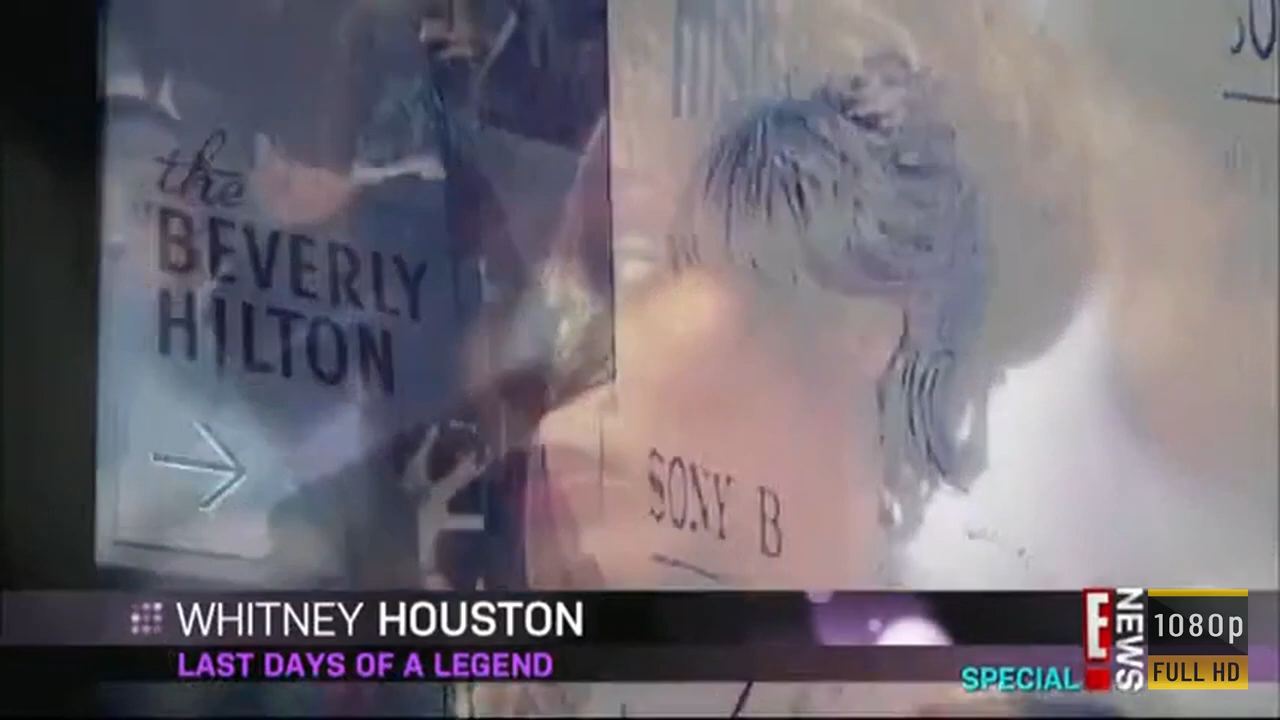 the
BEVERLY
HILTON
SONY B
WHITNEY HOUSTON
LAST DAYS OF A LEGEND
SPECIAL
E!
NEWS
1080p
FULL HD